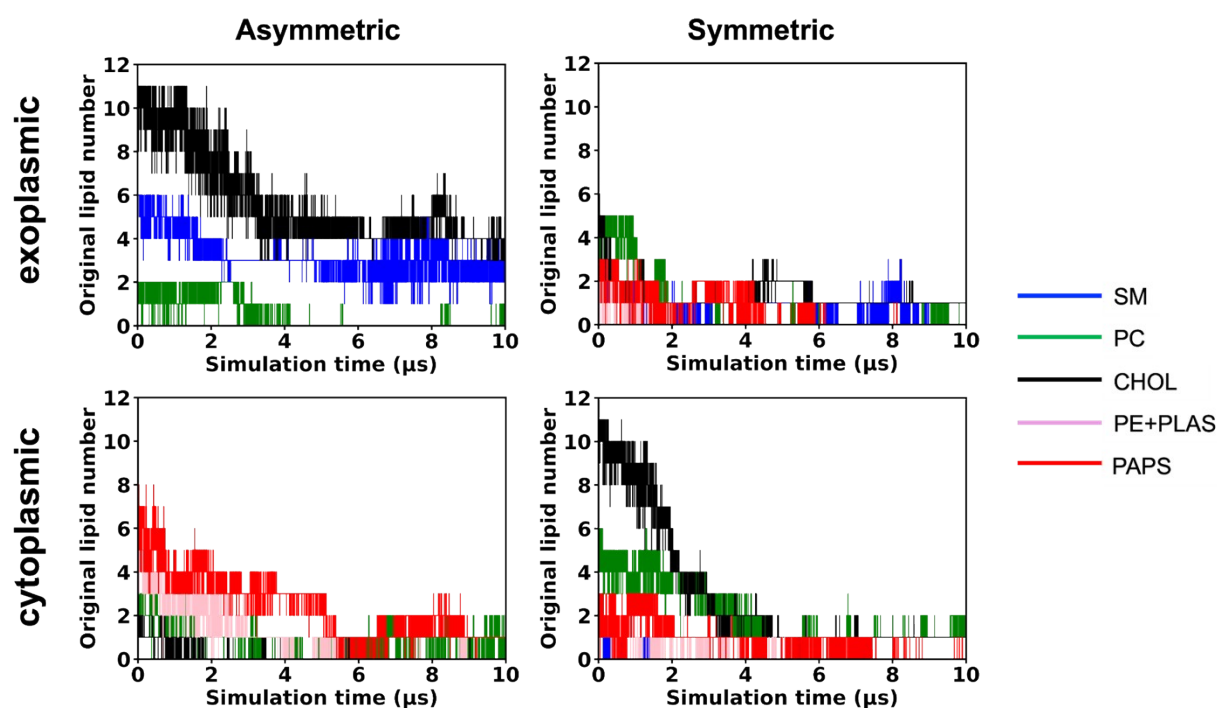 Asymmetric
Symmetric
exoplasmic
Original lipid number
12
10
8
6
4
2
0
0 2 4 6 8 10
Simulation time (μs)
Original lipid number
12
10
8
6
4
2
0
0 2 4 6 8 10
Simulation time (μs)
cytoplasmic
Original lipid number
12
10
8
6
4
2
0
0 2 4 6 8 10
Simulation time (μs)
Original lipid number
12
10
8
6
4
2
0
0 2 4 6 8 10
Simulation time (μs)
SM
PC
CHOL
PE+PLAS
PAPS